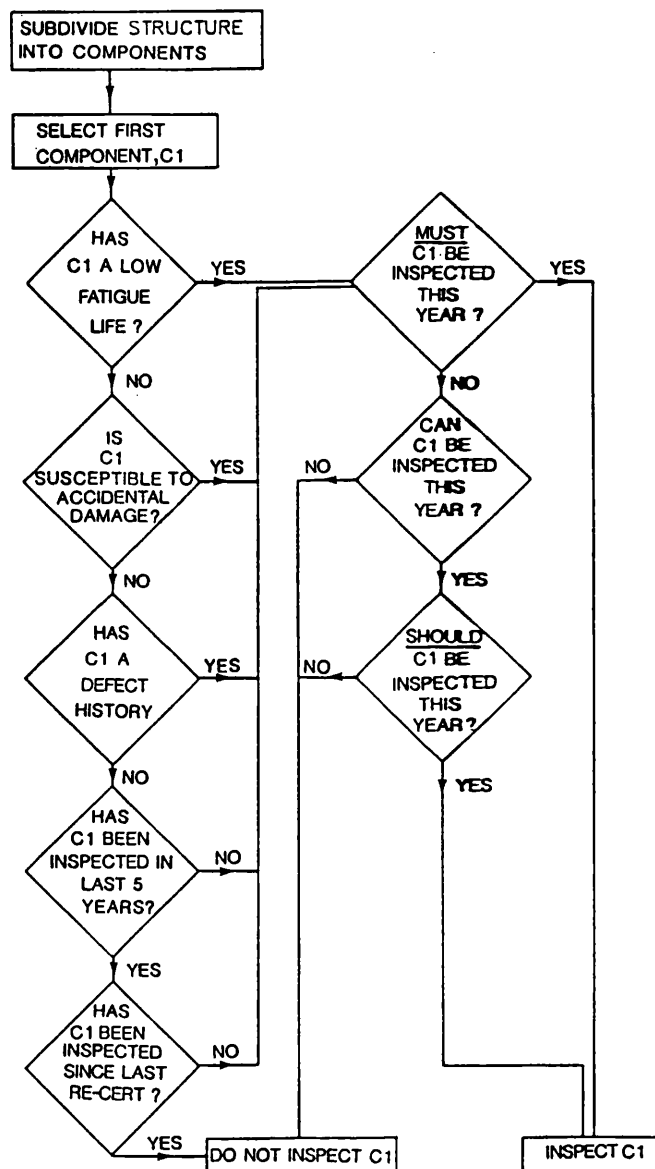 SUBDIVIDE STRUCTURE
INTO COMPONENTS
SELECT FIRST
COMPONENT, C1
HAS
C1 A LOW
FATIGUE
LIFE ?
YES
NO
IS
C1
SUSCEPTIBLE TO
ACCIDENTAL
DAMAGE?
YES
NO
HAS
C1 A
DEFECT
HISTORY
YES
NO
HAS
C1 BEEN
INSPECTED IN
LAST 5
YEARS?
NO
YES
HAS
C1 BEEN
INSPECTED
SINCE LAST
RE-CERT ?
NO
YES
MUST
C1 BE
INSPECTED
THIS
YEAR ?
YES
NO
CAN
C1 BE
INSPECTED
THIS
YEAR ?
NO
YES
SHOULD
C1 BE
INSPECTED
THIS
YEAR?
NO
YES
DO NOT INSPECT C1
INSPECT C1